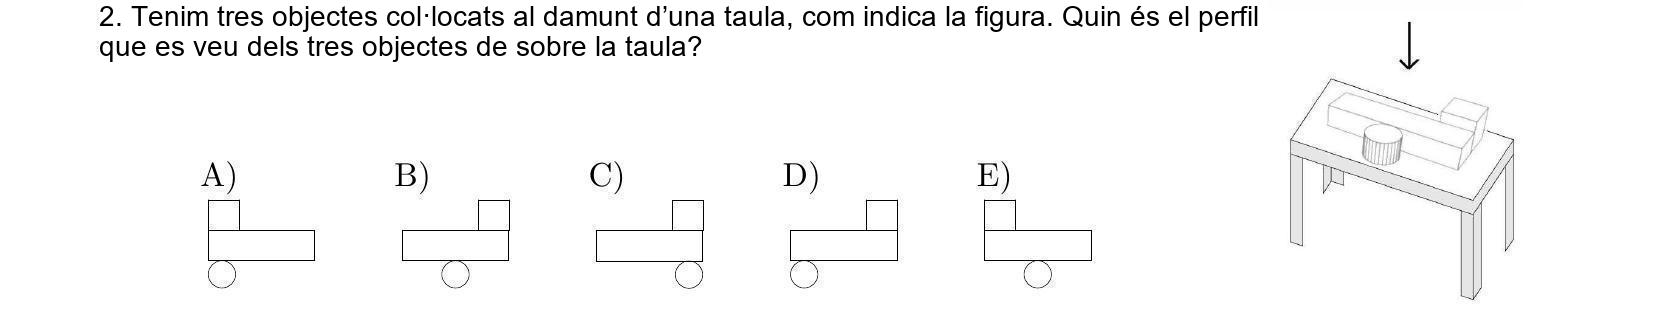 2. Tenim tres objectes col·locats al damunt d’una taula, com indica la figura. Quin és el perfil
que es veu dels tres objectes de sobre la taula?
A) B) C) D) E)